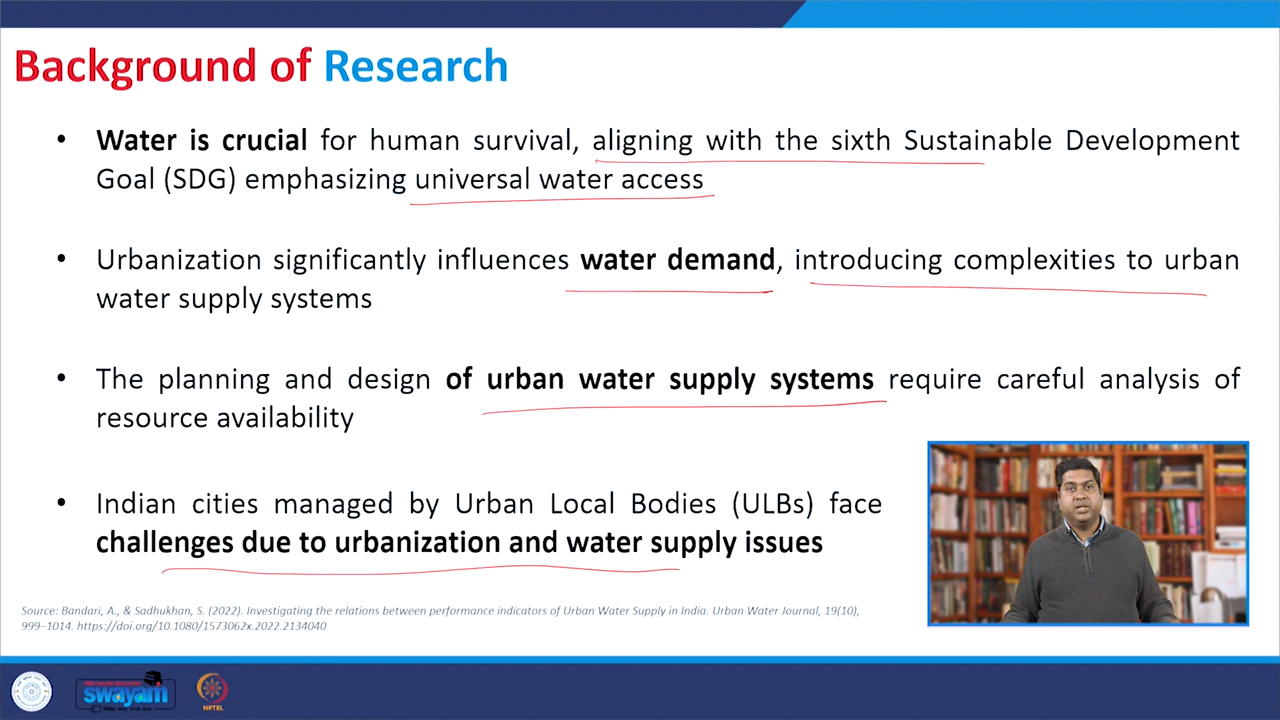 Background of Research
• Water is crucial for human survival, aligning with the sixth Sustainable Development
Goal (SDG) emphasizing universal water access
• Urbanization significantly influences water demand, introducing complexities to urban
water supply systems
• The planning and design of urban water supply systems require careful analysis of
resource availability
• Indian cities managed by Urban Local Bodies (ULBs) face
challenges due to urbanization and water supply issues
Source: Bandari, A., & Sadhukhan, S. (2022). Investigating the relations between performance indicators of Urban Water Supply in India. Urban Water Journal, 19(10),
999–1014. https://doi.org/10.1080/1573062x.2022.2134040
swayam
NPTEL